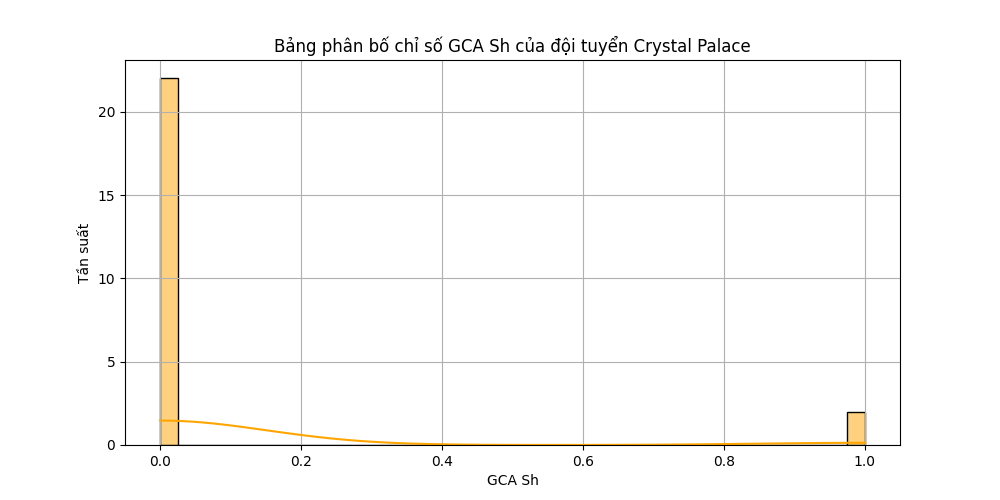 Bảng phân bố chỉ số GCA Sh của đội tuyển Crystal Palace
20
15
10
5
0
Tần suất
0.0 0.2 0.4 0.6 0.8 1.0
GCA Sh